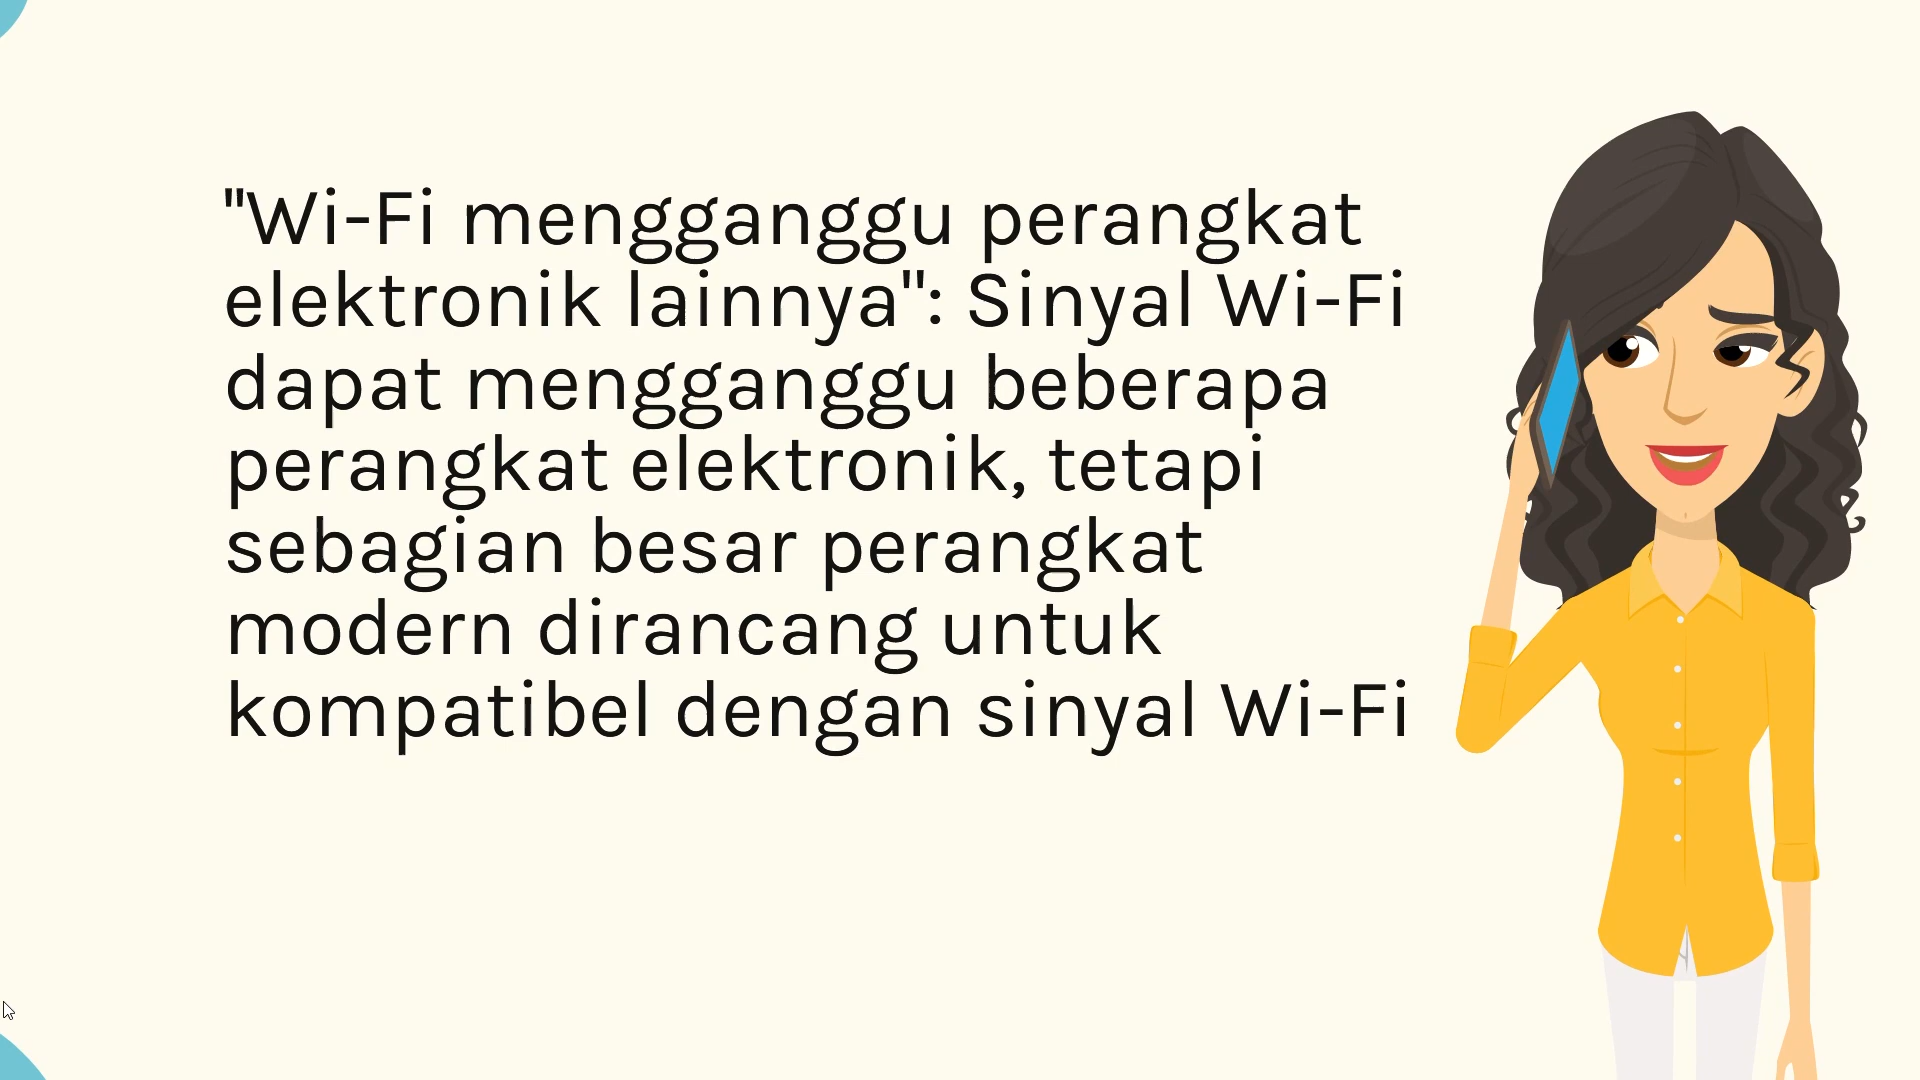 "Wi-Fi mengganggu perangkat
elektronik lainnya": Sinyal Wi-Fi
dapat mengganggu beberapa
perangkat elektronik, tetapi
sebagian besar perangkat
modern dirancang untuk
kompatibel dengan sinyal Wi-Fi